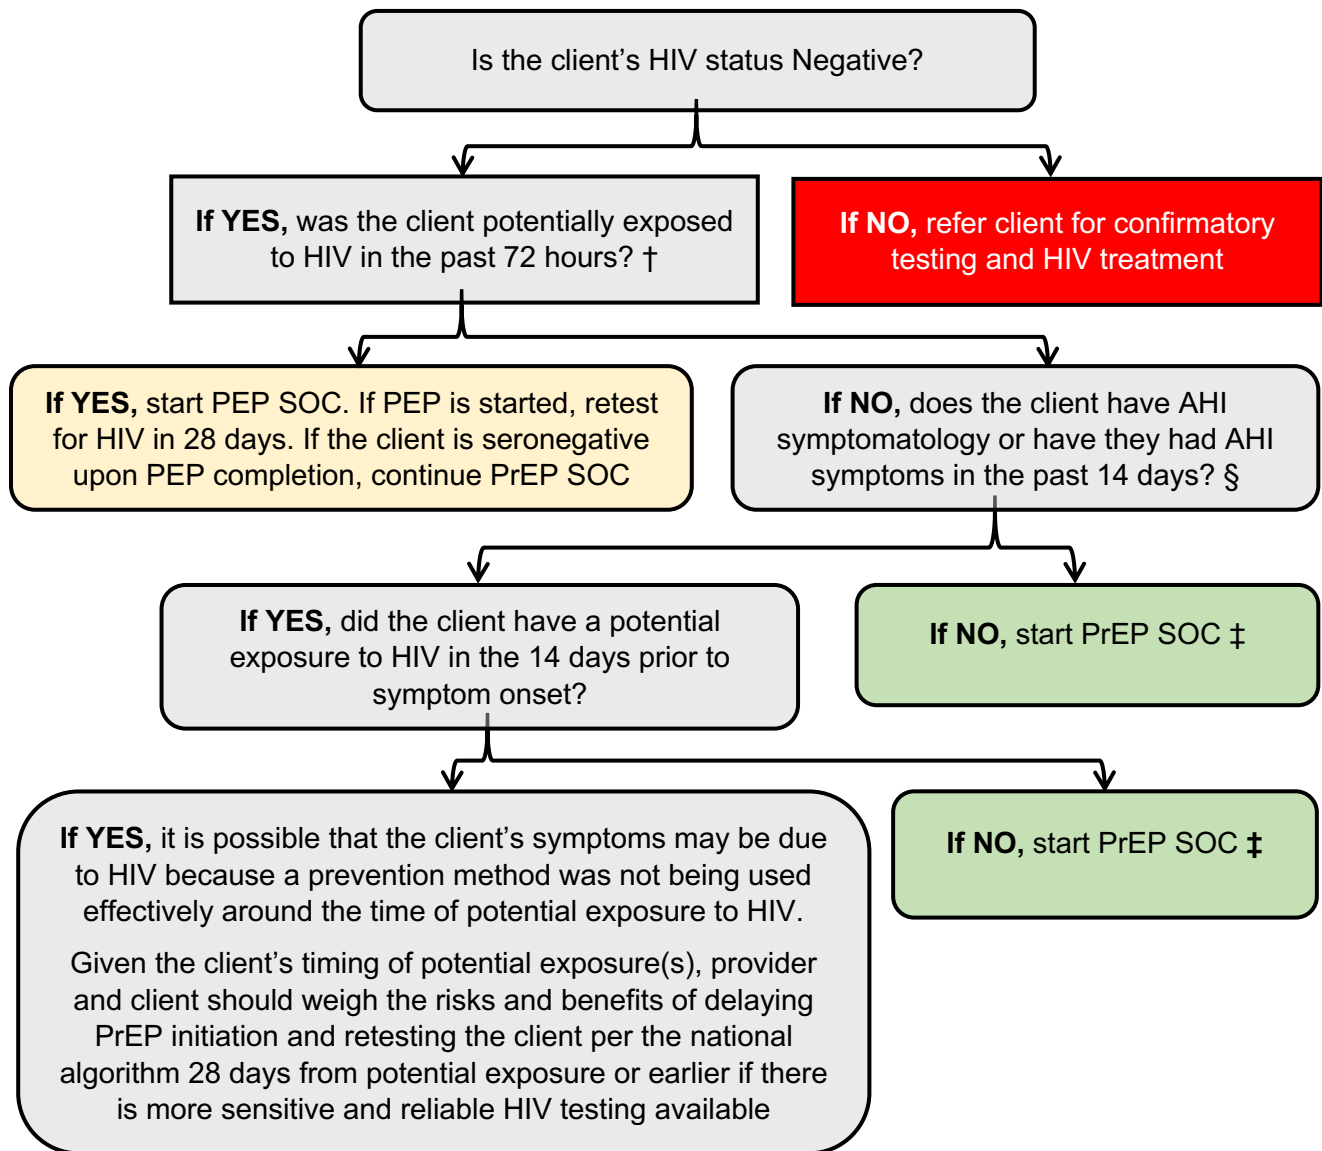 Is the client’s HIV status Negative?
If YES, was the client potentially exposed
to HIV in the past 72 hours? †
If NO, refer client for confirmatory
testing and HIV treatment
If YES, start PEP SOC. If PEP is started, retest
for HIV in 28 days. If the client is seronegative
upon PEP completion, continue PrEP SOC
If NO, does the client have AHI
symptomatology or have they had AHI
symptoms in the past 14 days? §
If YES, did the client have a potential
exposure to HIV in the 14 days prior to
symptom onset?
If NO, start PrEP SOC ‡
If YES, it is possible that the client’s symptoms may be due
to HIV because a prevention method was not being used
effectively around the time of potential exposure to HIV.
Given the client’s timing of potential exposure(s), provider
and client should weigh the risks and benefits of delaying
PrEP initiation and retesting the client per the national
algorithm 28 days from potential exposure or earlier if there
is more sensitive and reliable HIV testing available
If NO, start PrEP SOC ‡